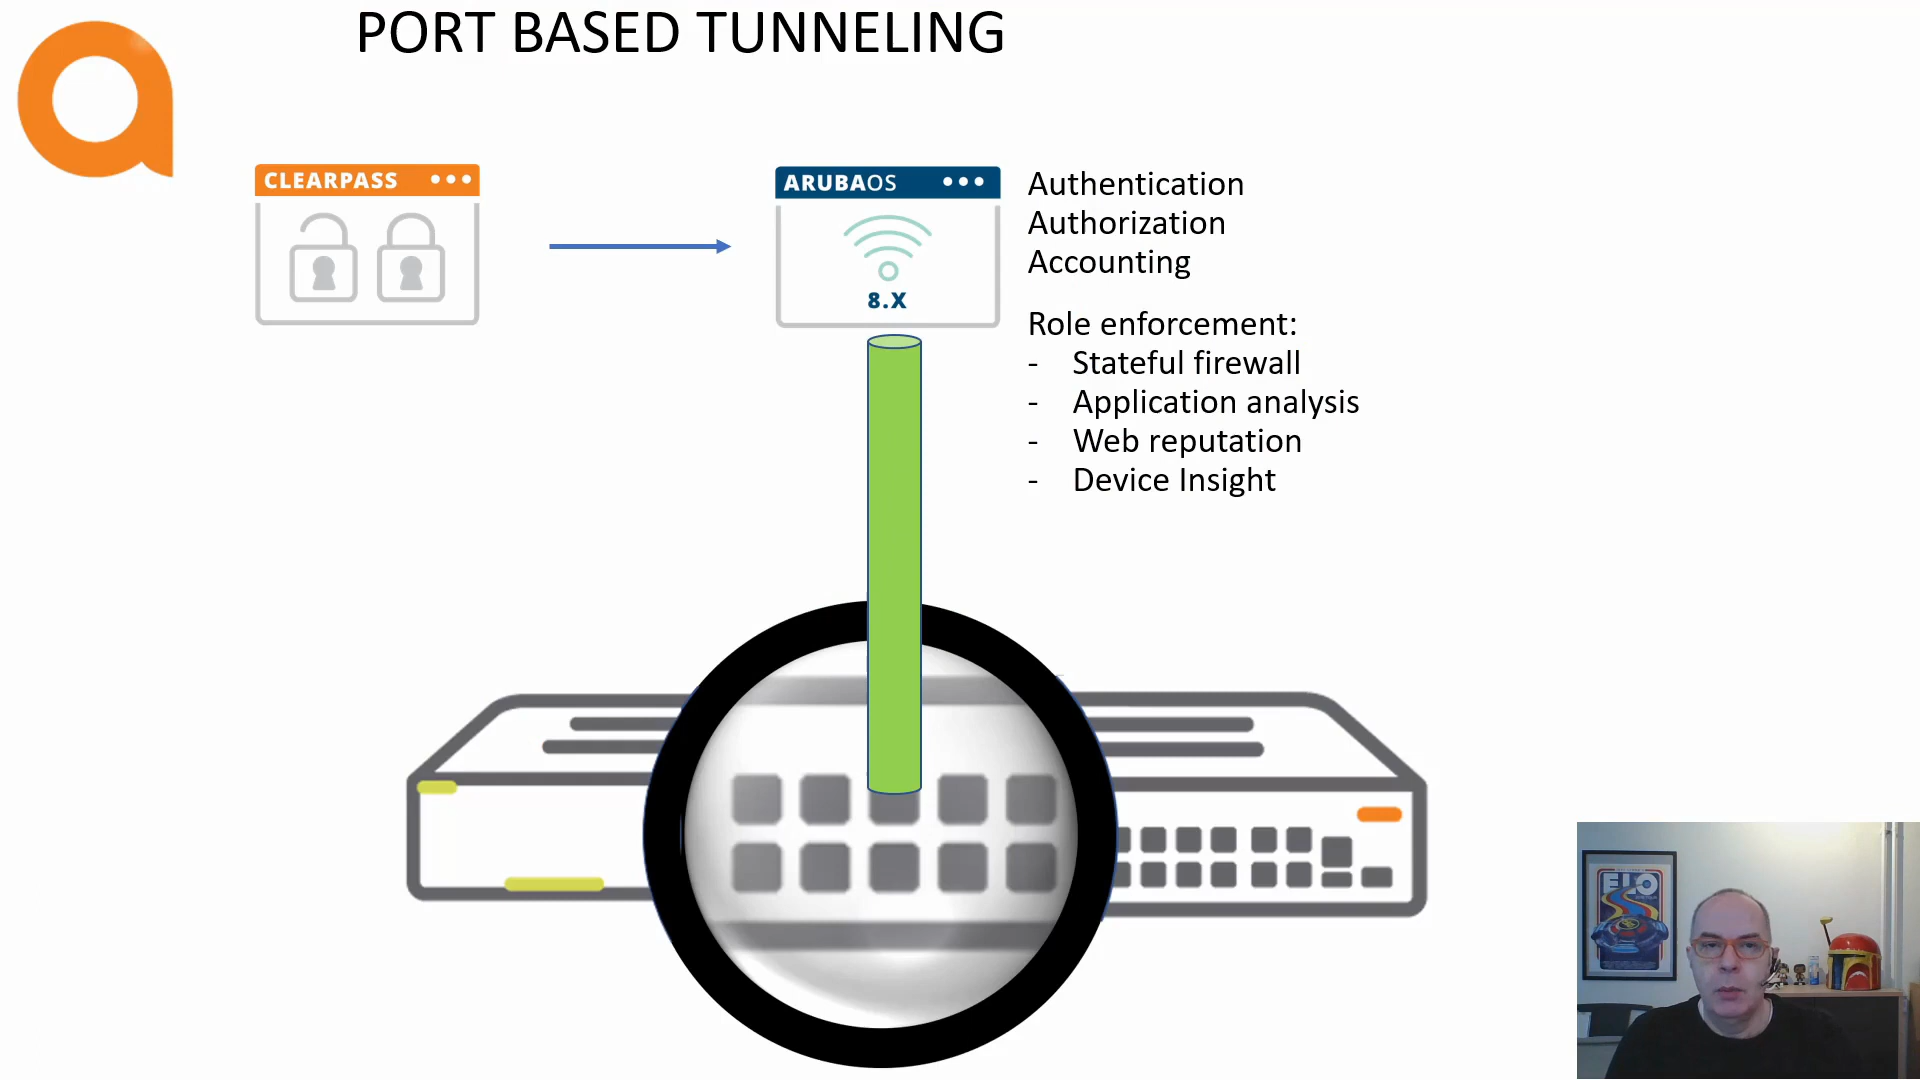 PORT BASED TUNNELING
CLEARPASS
ARUBAOS
8.X
Authentication
Authorization
Accounting
Role enforcement:
- Stateful firewall
- Application analysis
- Web reputation
- Device Insight
ELO